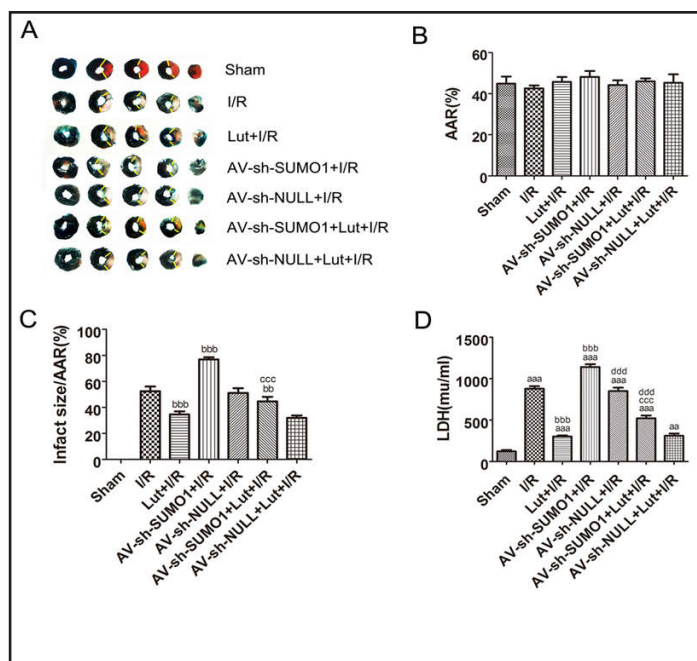 A
Sham
I/R
Lut+I/R
AV-sh-SUMO1+I/R
AV-sh-NULL+I/R
AV-sh-SUMO1+Lut+I/R
AV-sh-NULL+Lut+I/R
B
AAR(%)
60
40
20
0
Sham
I/R
Lut+I/R
AV-sh-SUMO1+I/R
AV-sh-NULL+I/R
AV-sh-SUMO1+Lut+I/R
AV-sh-NULL+Lut+I/R
C
Infact size/AAR(%)
100
80
60
40
20
0
bbb
bbb
ccc
bb
Sham
I/R
Lut+I/R
AV-sh-SUMO1+I/R
AV-sh-NULL+I/R
AV-sh-SUMO1+Lut+I/R
AV-sh-NULL+Lut+I/R
D
LDH(mu/ml)
1500
1000
500
0
aaa
bbb
aaa
bbb
aaa
ddd
aaa
ddd
ccc
aaa
aa
Sham
I/R
Lut+I/R
AV-sh-SUMO1+I/R
AV-sh-NULL+I/R
AV-sh-SUMO1+Lut+I/R
AV-sh-NULL+Lut+I/R